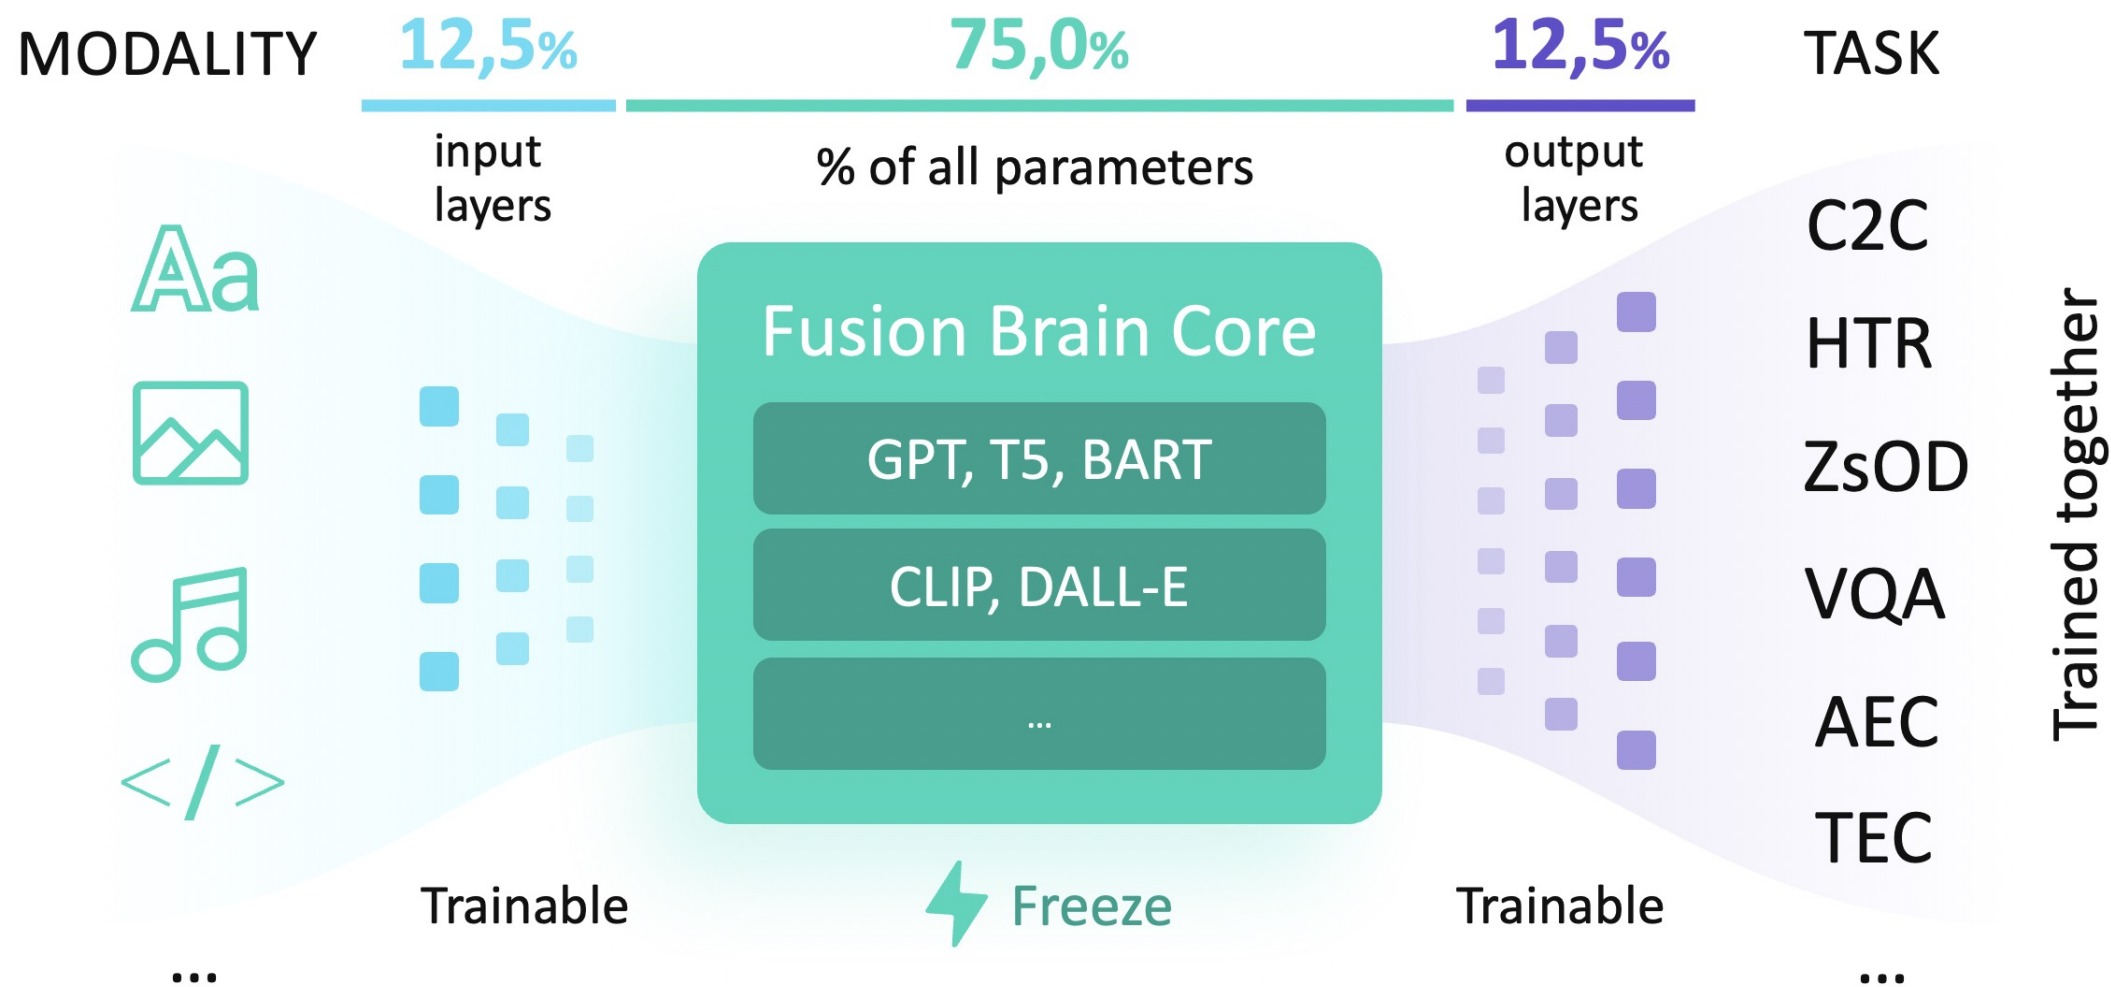 MODALITY
12,5%
75,0%
12,5%
TASK
input
layers
% of all parameters
output
layers
Aa
</>
...
Trainable
Fusion Brain Core
GPT, T5, BART
CLIP, DALL-E
...
Freeze
Trainable
C2C
HTR
ZsOD
VQA
AEC
TEC
...
Trained together